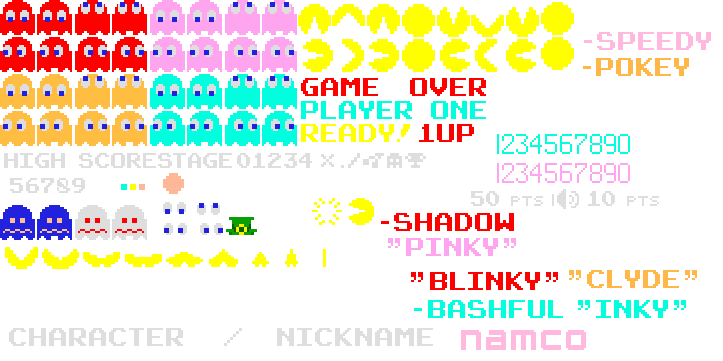 -SPEEDY
-POKEY
GAME OVER
PLAYER ONE
READY! 1UP
1234567890
HIGH SCORESTAGE01234 x./
1234567890
56789
50 PTS 10 PTS
-SHADOW
"PINKY"
"BLINKY" "CLYDE"
-BASHFUL "INKY"
CHARACTER / NICKNAME namco